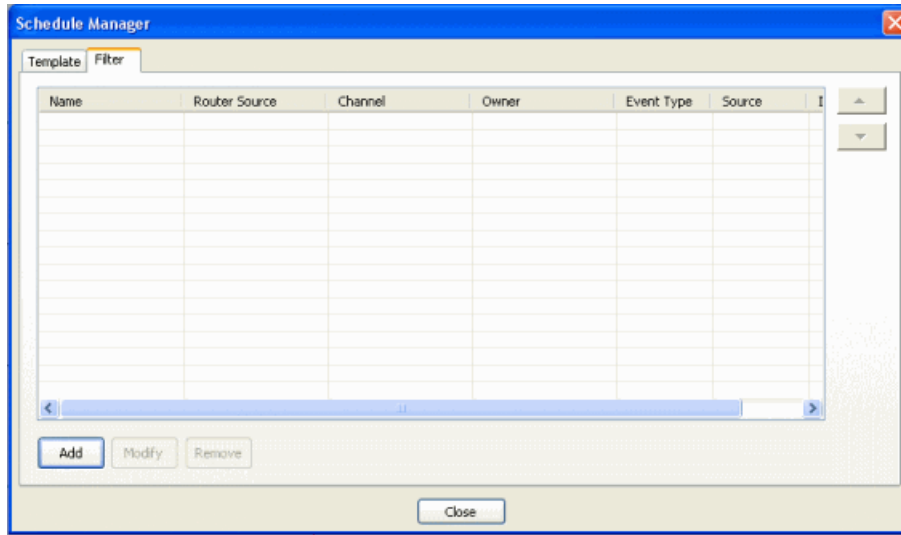 Schedule Manager
Template Filter
Name Router Source Channel Owner Event Type Source
Add Modify Remove
Close